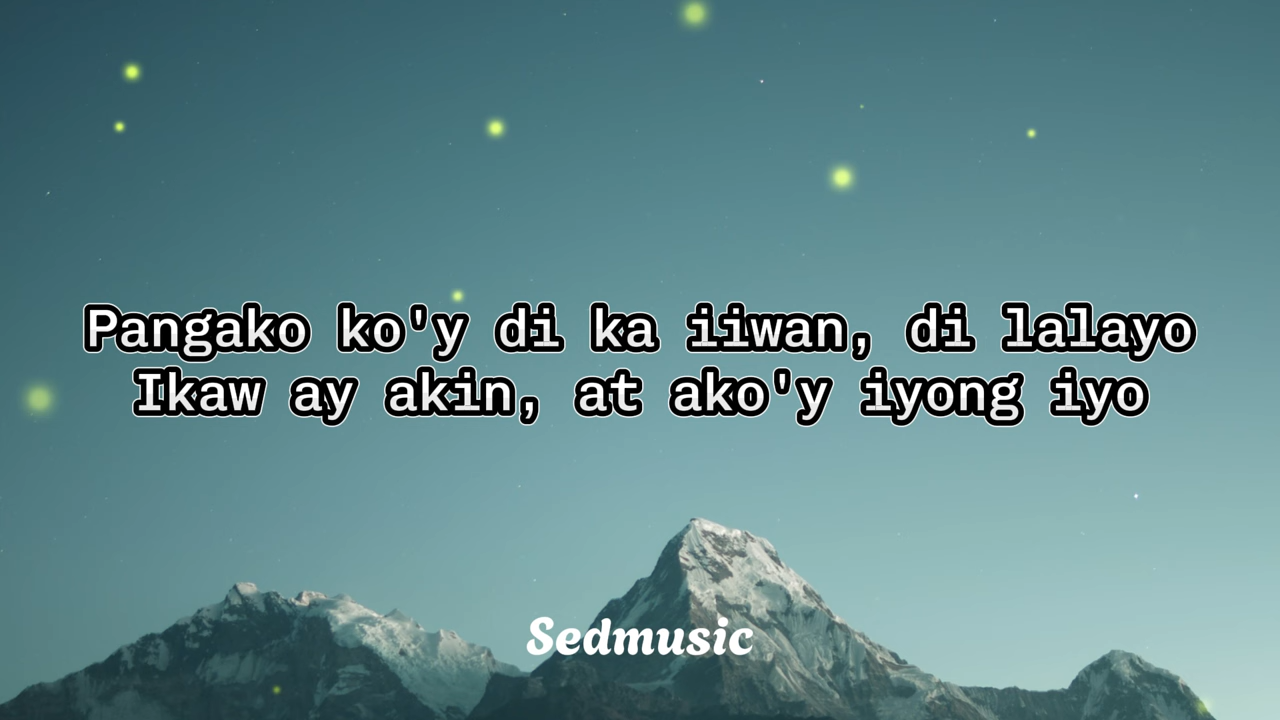 Pangako ko'y di ka iiwan, di lalayo
Ikaw ay akin, at ako'y iyong iyo
Sedmusic